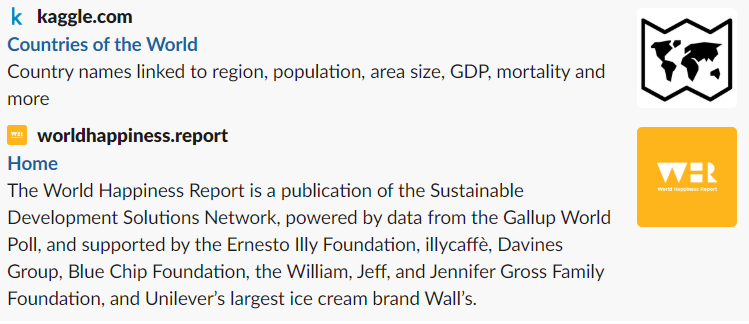 kaggle.com
Countries of the World
Country names linked to region, population, area size, GDP, mortality and
more
worldhappiness.report
Home
The World Happiness Report is a publication of the Sustainable
Development Solutions Network, powered by data from the Gallup World
Poll, and supported by the Ernesto Illy Foundation, illycaffè, Davines
Group, Blue Chip Foundation, the William, Jeff, and Jennifer Gross Family
Foundation, and Unilever’s largest ice cream brand Wall’s.
WHR
World Happiness Report